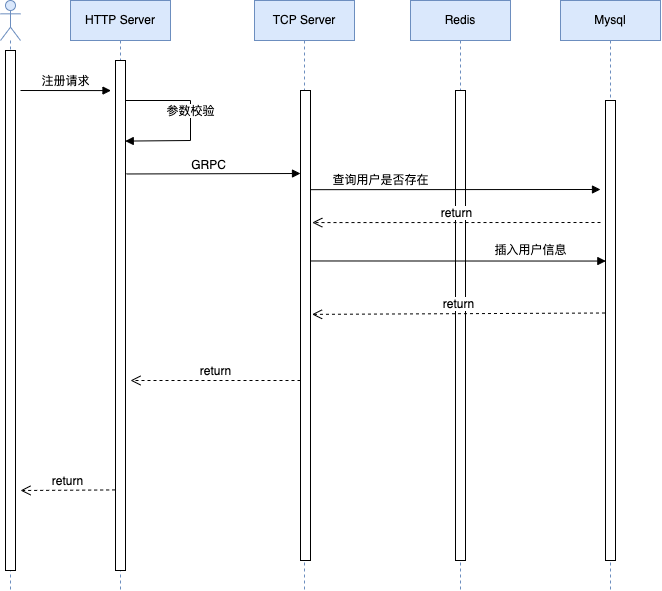 HTTP Server
TCP Server
Redis
Mysql
注册请求
参数校验
GRPC
查询用户是否存在
return
插入用户信息
return
return
return